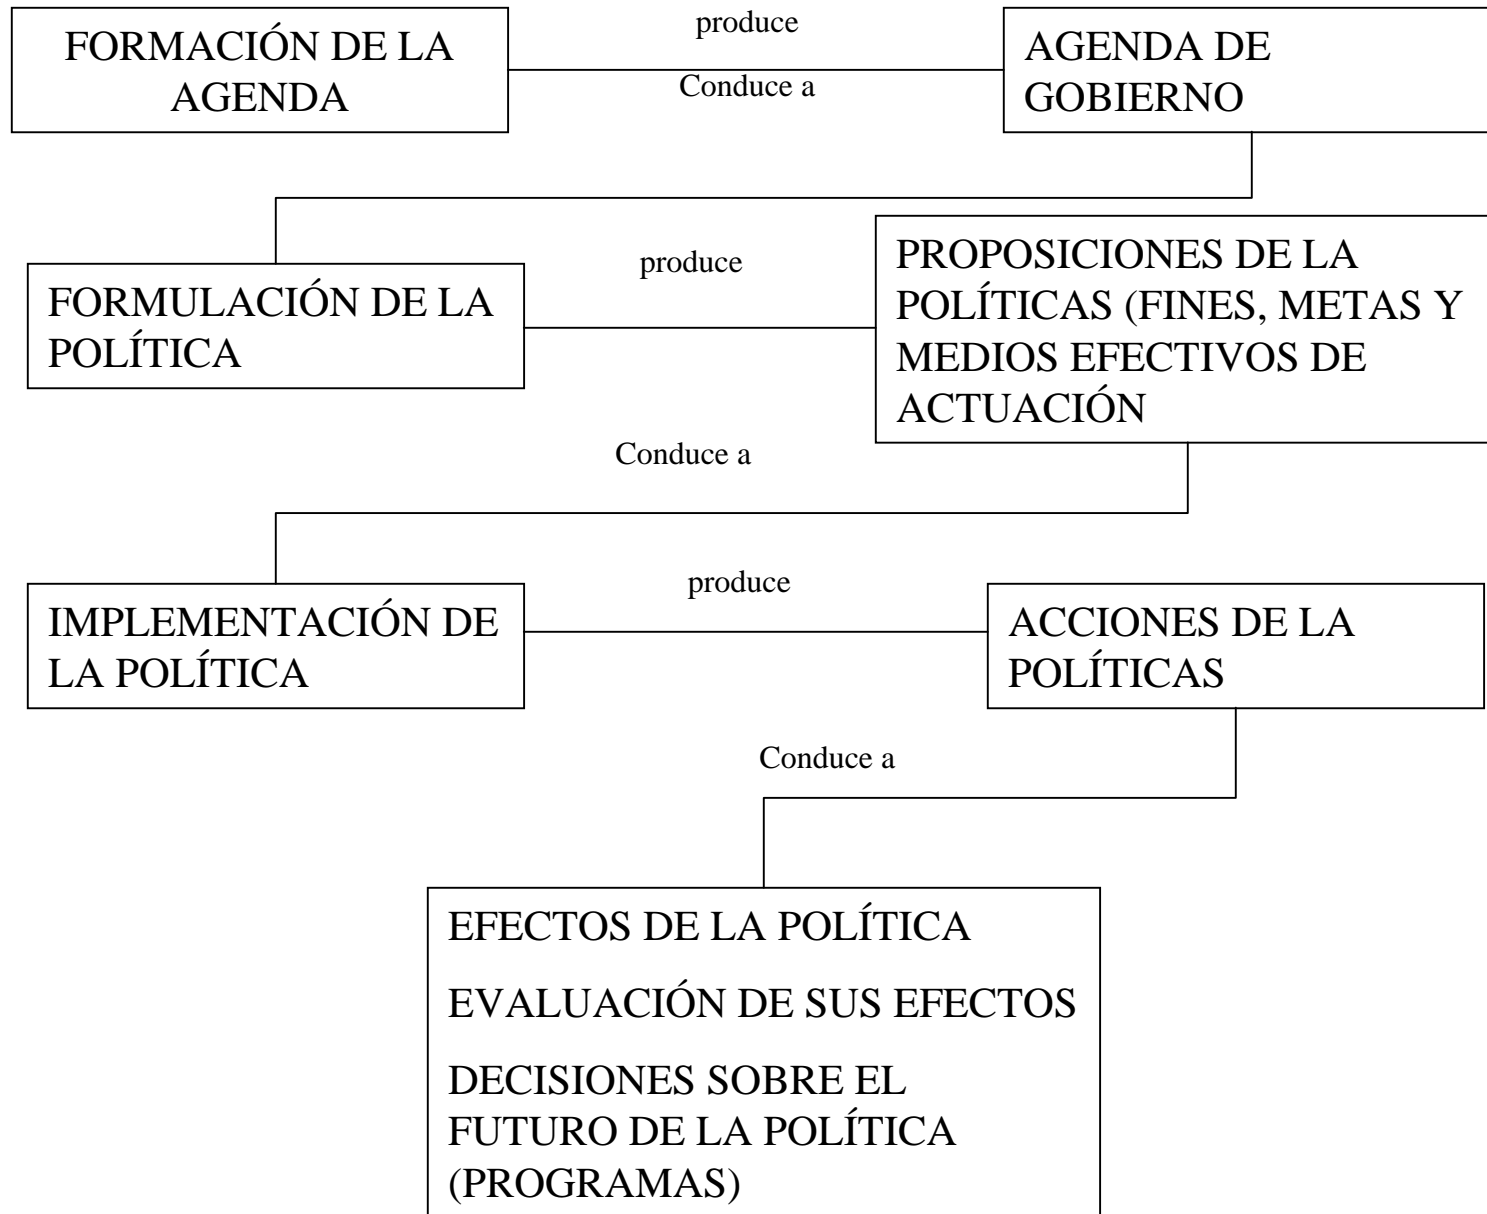 produce
FORMACIÓN DE LA
AGENDA
Conduce a
AGENDA DE
GOBIERNO
FORMULACIÓN DE LA
POLÍTICA
produce
PROPOSICIONES DE LA
POLÍTICAS (FINES, METAS Y
MEDIOS EFECTIVOS DE
ACTUACIÓN
Conduce a
IMPLEMENTACIÓN DE
LA POLÍTICA
produce
ACCIONES DE LA
POLÍTICAS
Conduce a
EFECTOS DE LA POLÍTICA
EVALUACIÓN DE SUS EFECTOS
DECISIONES SOBRE EL
FUTURO DE LA POLÍTICA
(PROGRAMAS)